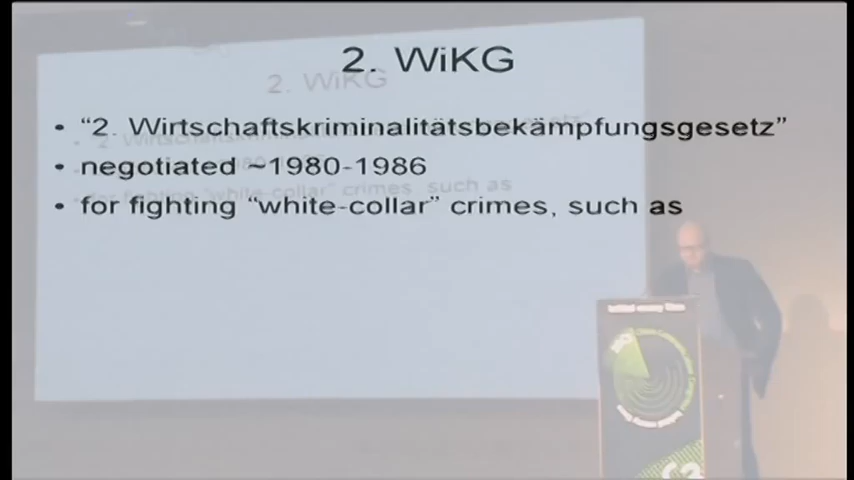 2. WiKG
• “2. Wirtschaftskriminalitätsbekämpfungsgesetz”
• negotiated ~1980-1986
• for fighting “white-collar” crimes, such as